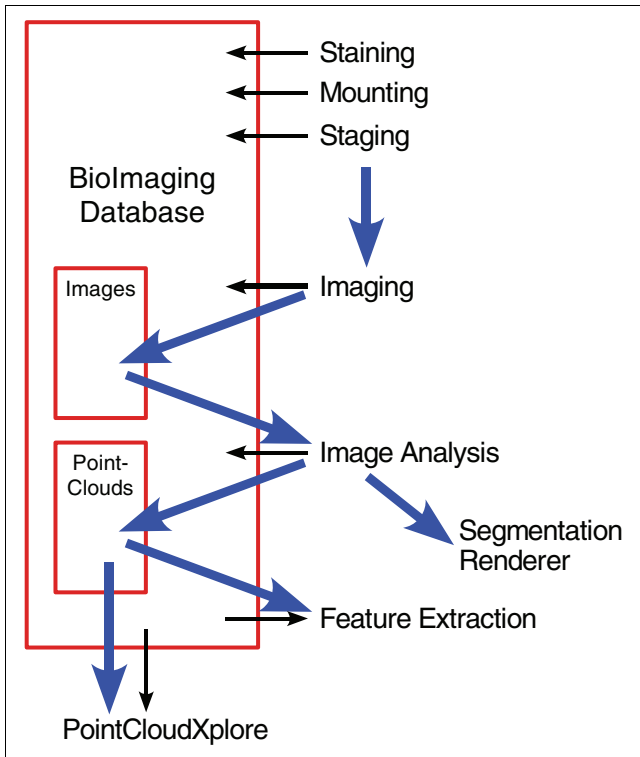 Staining
Mounting
Staging
BioImaging
Database
Images
Imaging
Point-
Clouds
Image Analysis
Segmentation
Renderer
Feature Extraction
PointCloudXplore